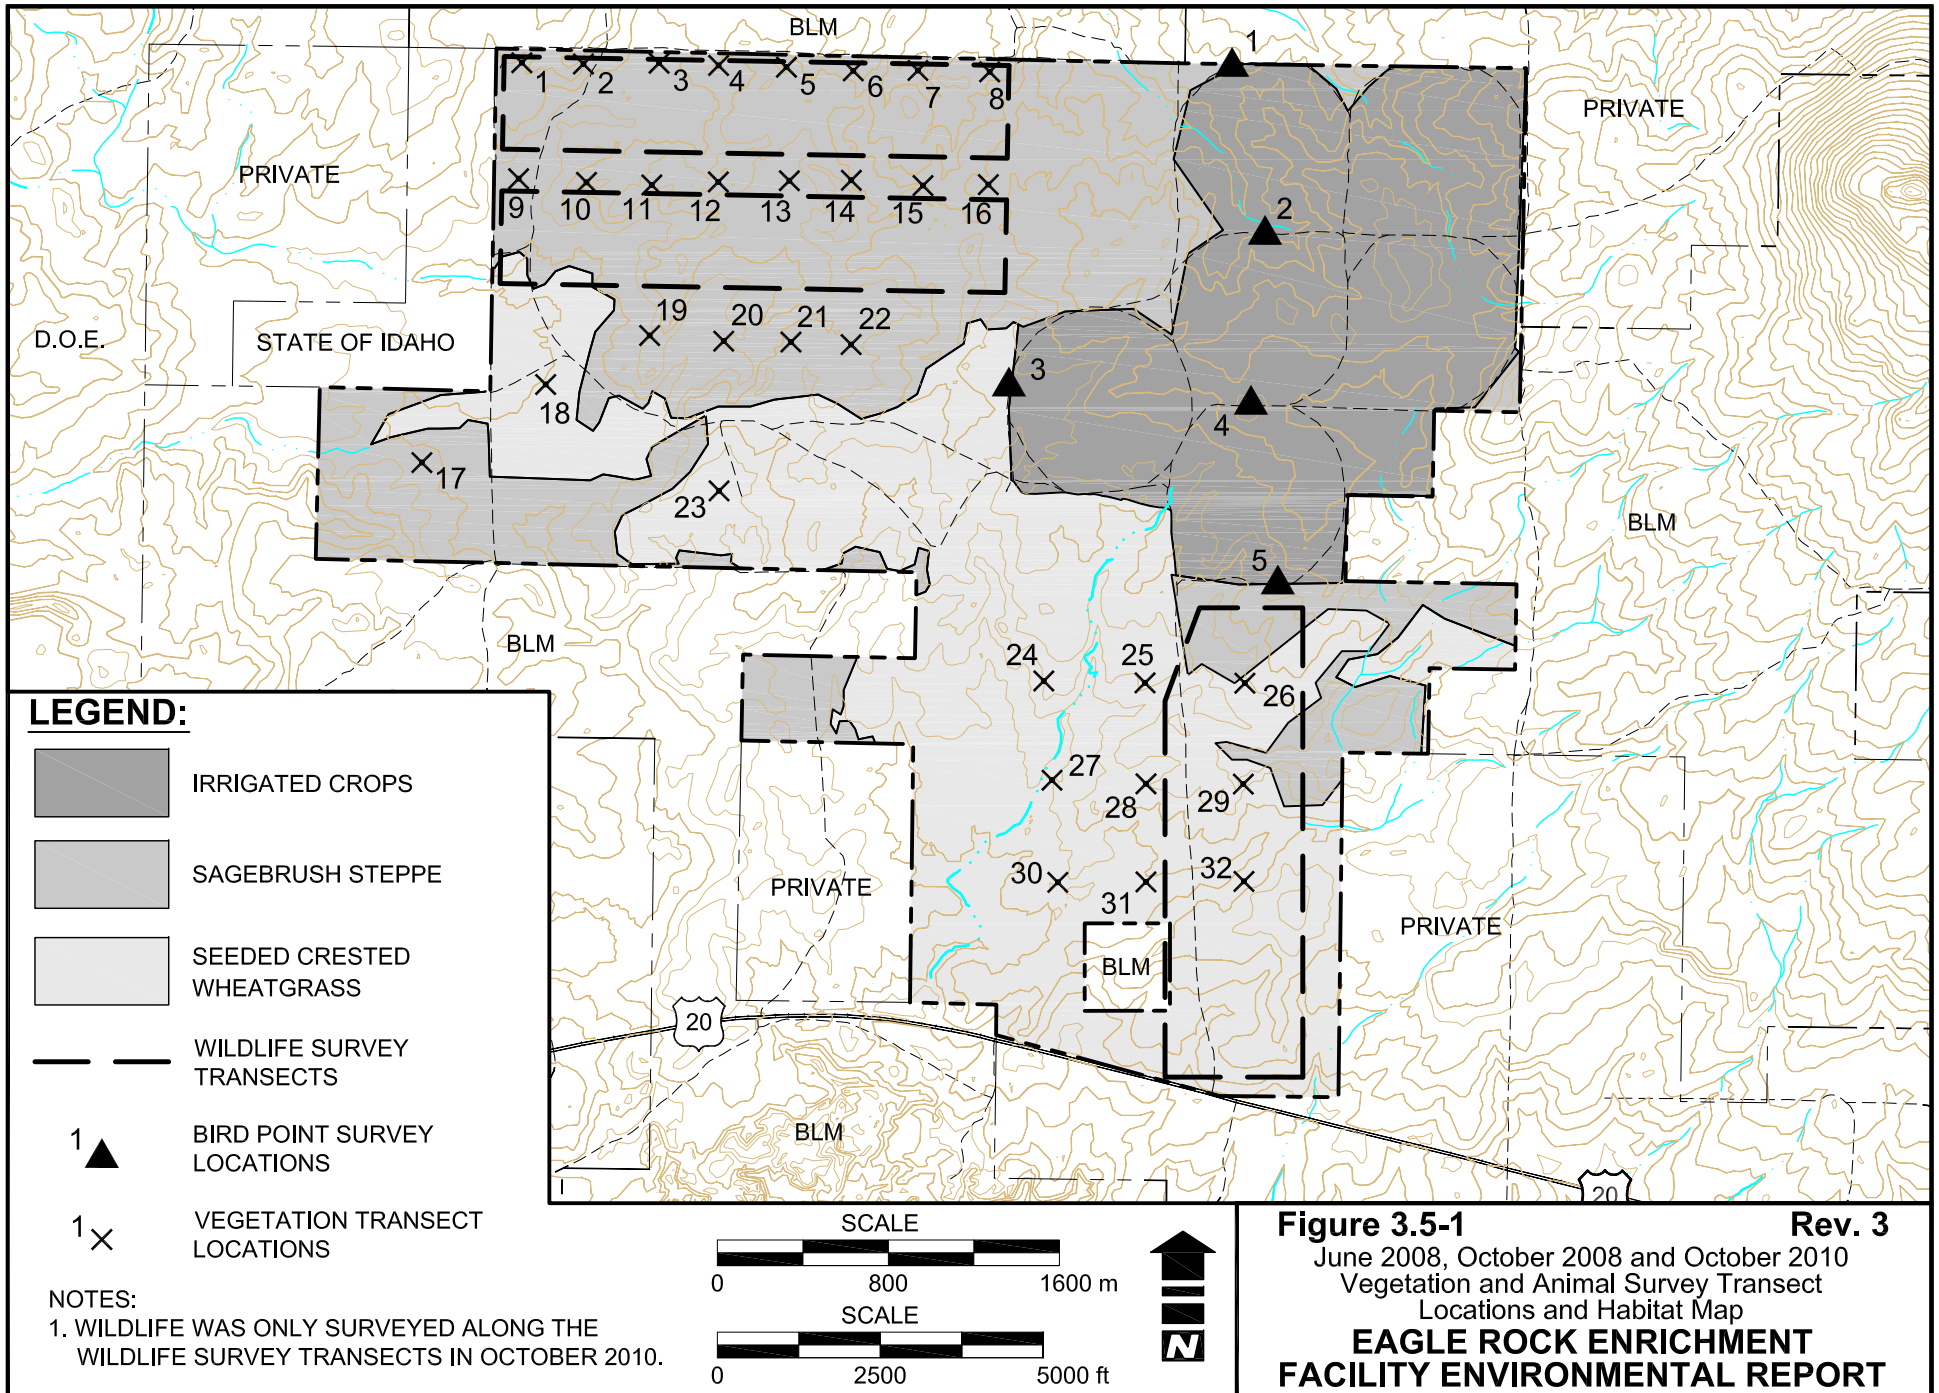 BLM
1
1 2 3 4 5 6 7 8
PRIVATE
PRIVATE
9 10 11 12 13 14 15 16
2
D.O.E.
STATE OF IDAHO
19 20 21 22
3
18
4
17
23
BLM
5
BLM
24 25
26
27
28 29
30 31 32
PRIVATE
PRIVATE
BLM
20
BLM
20
LEGEND:
IRRIGATED CROPS
SAGEBRUSH STEPPE
SEEDED CRESTED
WHEATGRASS
WILDLIFE SURVEY
TRANSECTS
1 BIRD POINT SURVEY
LOCATIONS
1 VEGETATION TRANSECT
LOCATIONS
NOTES:
1. WILDLIFE WAS ONLY SURVEYED ALONG THE
WILDLIFE SURVEY TRANSECTS IN OCTOBER 2010.
SCALE
0 800 1600 m
SCALE
0 2500 5000 ft
N
Figure 3.5-1 Rev. 3
June 2008, October 2008 and October 2010
Vegetation and Animal Survey Transect
Locations and Habitat Map
EAGLE ROCK ENRICHMENT
FACILITY ENVIRONMENTAL REPORT